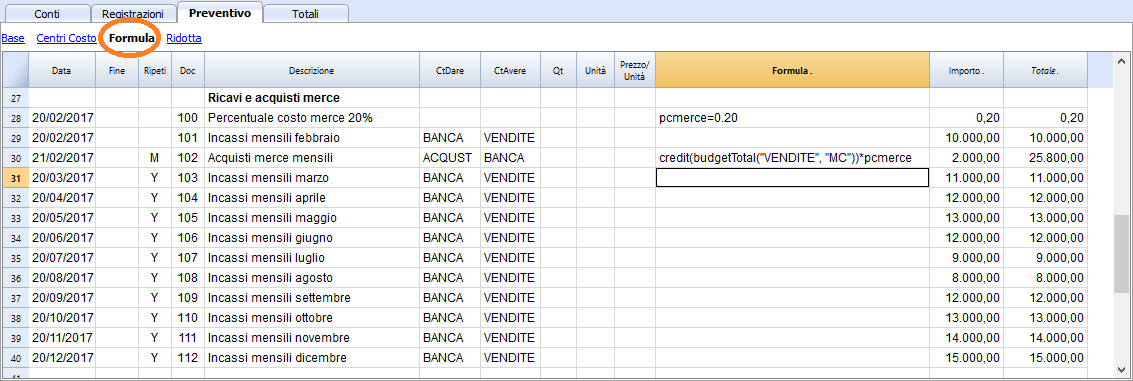 Conti Registrazioni Preventivo Totali
Base Centri Costo Formula Ridotta
Data Fine Ripeti Doc Descrizione CtDare CtAvere Qt Unità Prezzo/Unità Formula. Importo. Totale.
27 Ricavi e acquisti merce
28 20/02/2017 100 Percentuale costo merce 20% pcmerce=0.20 0,20 0,20
29 20/02/2017 101 Incassi mensili febbraio BANCA VENDITE 10.000,00 10.000,00
30 21/02/2017 M 102 Acquisti merce mensili ACQUST BANCA credit(budgetTotal("VENDITE", "MC"))*pcmerce 2.000,00 25.800,00
31 20/03/2017 Y 103 Incassi mensili marzo BANCA VENDITE 11.000,00 11.000,00
32 20/04/2017 Y 104 Incassi mensili aprile BANCA VENDITE 12.000,00 12.000,00
33 20/05/2017 Y 105 Incassi mensili maggio BANCA VENDITE 13.000,00 13.000,00
34 20/06/2017 Y 106 Incassi mensili giugno BANCA VENDITE 12.000,00 12.000,00
35 20/07/2017 Y 107 Incassi mensili luglio BANCA VENDITE 9.000,00 9.000,00
36 20/08/2017 Y 108 Incassi mensili agosto BANCA VENDITE 8.000,00 8.000,00
37 20/09/2017 Y 109 Incassi mensili settembre BANCA VENDITE 12.000,00 12.000,00
38 20/10/2017 Y 110 Incassi mensili ottobre BANCA VENDITE 13.000,00 13.000,00
39 20/11/2017 Y 111 Incassi mensili novembre BANCA VENDITE 14.000,00 14.000,00
40 20/12/2017 Y 112 Incassi mensili dicembre BANCA VENDITE 15.000,00 15.000,00